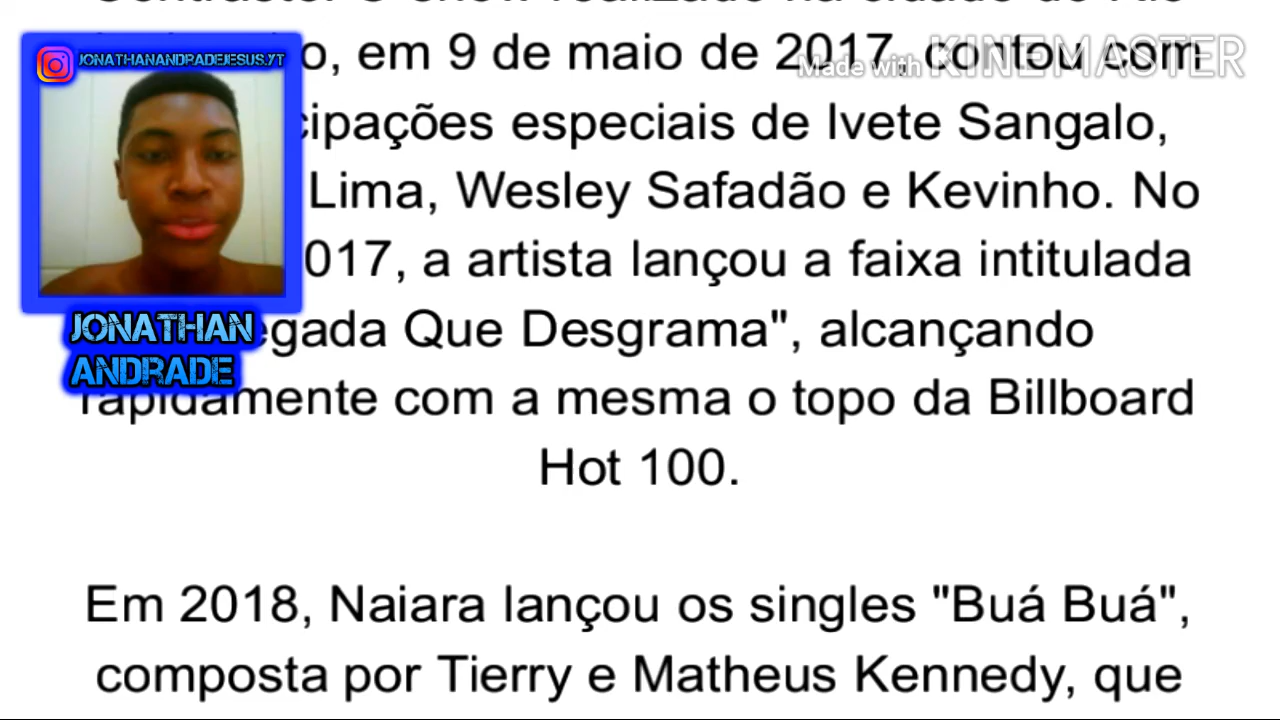 JONATHANANDRADEJESUS.YT
o, em 9 de maio de 2017, contou com
Made with KINEMASTER
cipações especiais de Ivete Sangalo,
Lima, Wesley Safadão e Kevinho. No
017, a artista lançou a faixa intitulada
egada Que Desgrama", alcançando
JONATHAN
ANDRADE
rapidamente com a mesma o topo da Billboard
Hot 100.
Em 2018, Naiara lançou os singles "Buá Buá",
composta por Tierry e Matheus Kennedy, que